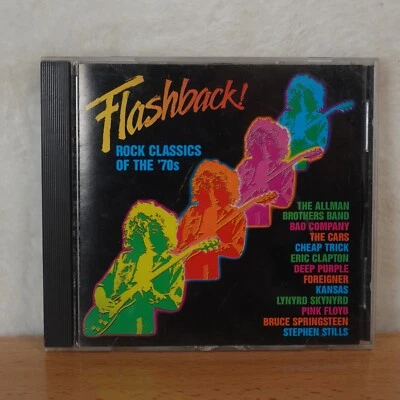 Flashback!
ROCK CLASSICS
OF THE '70s
THE ALLMAN
BROTHERS BAND
BAD COMPANY
THE CARS
CHEAP TRICK
ERIC CLAPTON
DEEP PURPLE
FOREIGNER
KANSAS
LYNYRD SKYNYRD
PINK FLOYD
BRUCE SPRINGSTEEN
STEPHEN STILLS